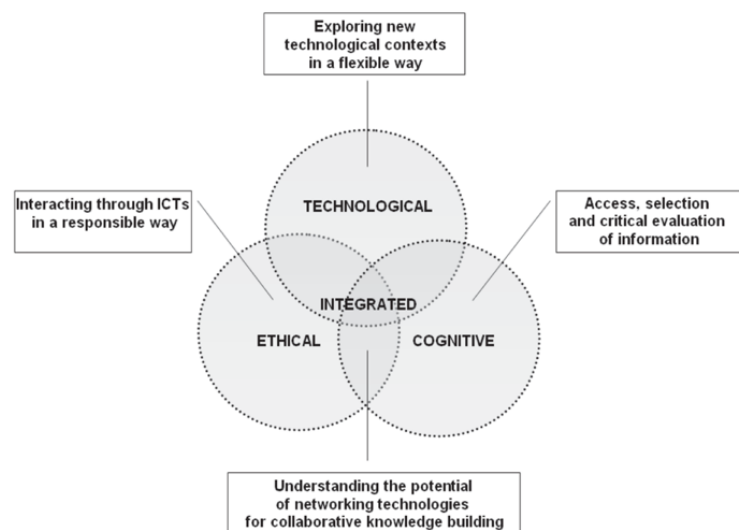 Exploring new
technological contexts
in a flexible way
TECHNOLOGICAL
Interacting through ICTs
in a responsible way
Access, selection
and critical evaluation
of information
INTEGRATED
ETHICAL
COGNITIVE
Understanding the potential
of networking technologies
for collaborative knowledge building